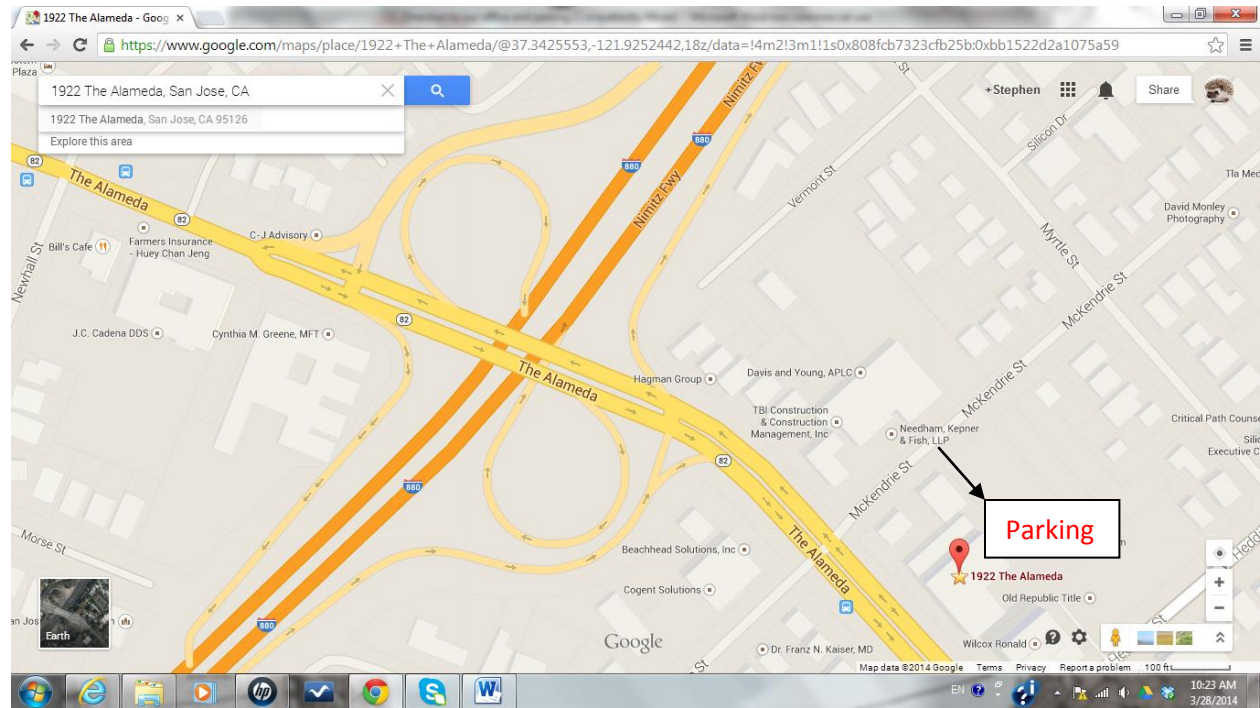 1922 The Alameda - Goog
https://www.google.com/maps/place/1922+The+Alameda/@37.3425553,-121.9252442,18z/data=!4m2!3m1!1s0x808fcb7323cfb25b:0xbb1522d2a1075a59
Plaza
1922 The Alameda, San Jose, CA
1922 The Alameda, San Jose, CA 95126
Explore this area
+Stephen
Share
Nimitz Fwy
880
Silicon Dr
St
82
The Alameda
880
Vermont St
Tla Med
David Monley
Photography
82
Nimitz Fwy
C-J Advisory
Farmers Insurance
- Huey Chan Jeng
Bill's Cafe
Newhall St
Myrtle St
McKendrie St
82
J.C. Cadena DDS
Cynthia M. Greene, MFT
The Alameda
Hagman Group
Davis and Young, APLC
McKendrie St
TBI Construction
& Construction
Management, Inc
Needham, Kepner
& Fish, LLP
Critical Path Counse
Silic
Executive C
82
880
McKendrie St
Parking
Morse St
The Alameda
Beachhead Solutions, Inc
1922 The Alameda
Cogent Solutions
Old Republic Title
Earth
880
Google
Dr. Franz N. Kaiser, MD
Wilcox Ronald
St
Map data ©2014 Google Terms Privacy Report a problem 100 ft
EN
10:23 AM
3/28/2014